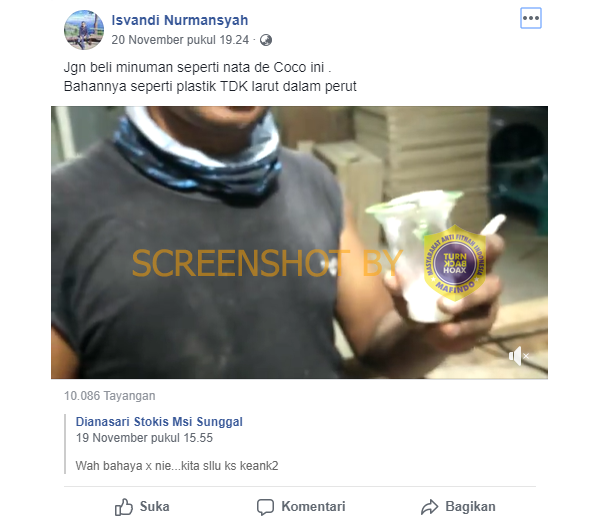 Isvandi Nurmansyah
20 November pukul 19.24 ·
Jgn beli minuman seperti nata de Coco ini .
Bahannya seperti plastik TDK larut dalam perut
SCREENSHOT BY
MASYARAKAT ANTI FITNAH INDONESIA
TURN
BACK
HOAX
MAFINDO
10.086 Tayangan
Dianasari Stokis Msi Sunggal
19 November pukul 15.55
Wah bahaya x nie...kita sllu ks keank2
Suka
Komentari
Bagikan